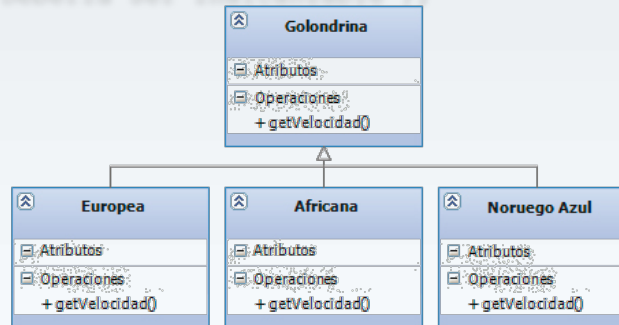 Golondrina
Atributos
Operaciones
+ getVelocidad()
Europea
Africana
Noruego Azul
Atributos
Atributos
Atributos
Operaciones
Operaciones
Operaciones
+ getVelocidad()
+ getVelocidad()
+ getVelocidad()